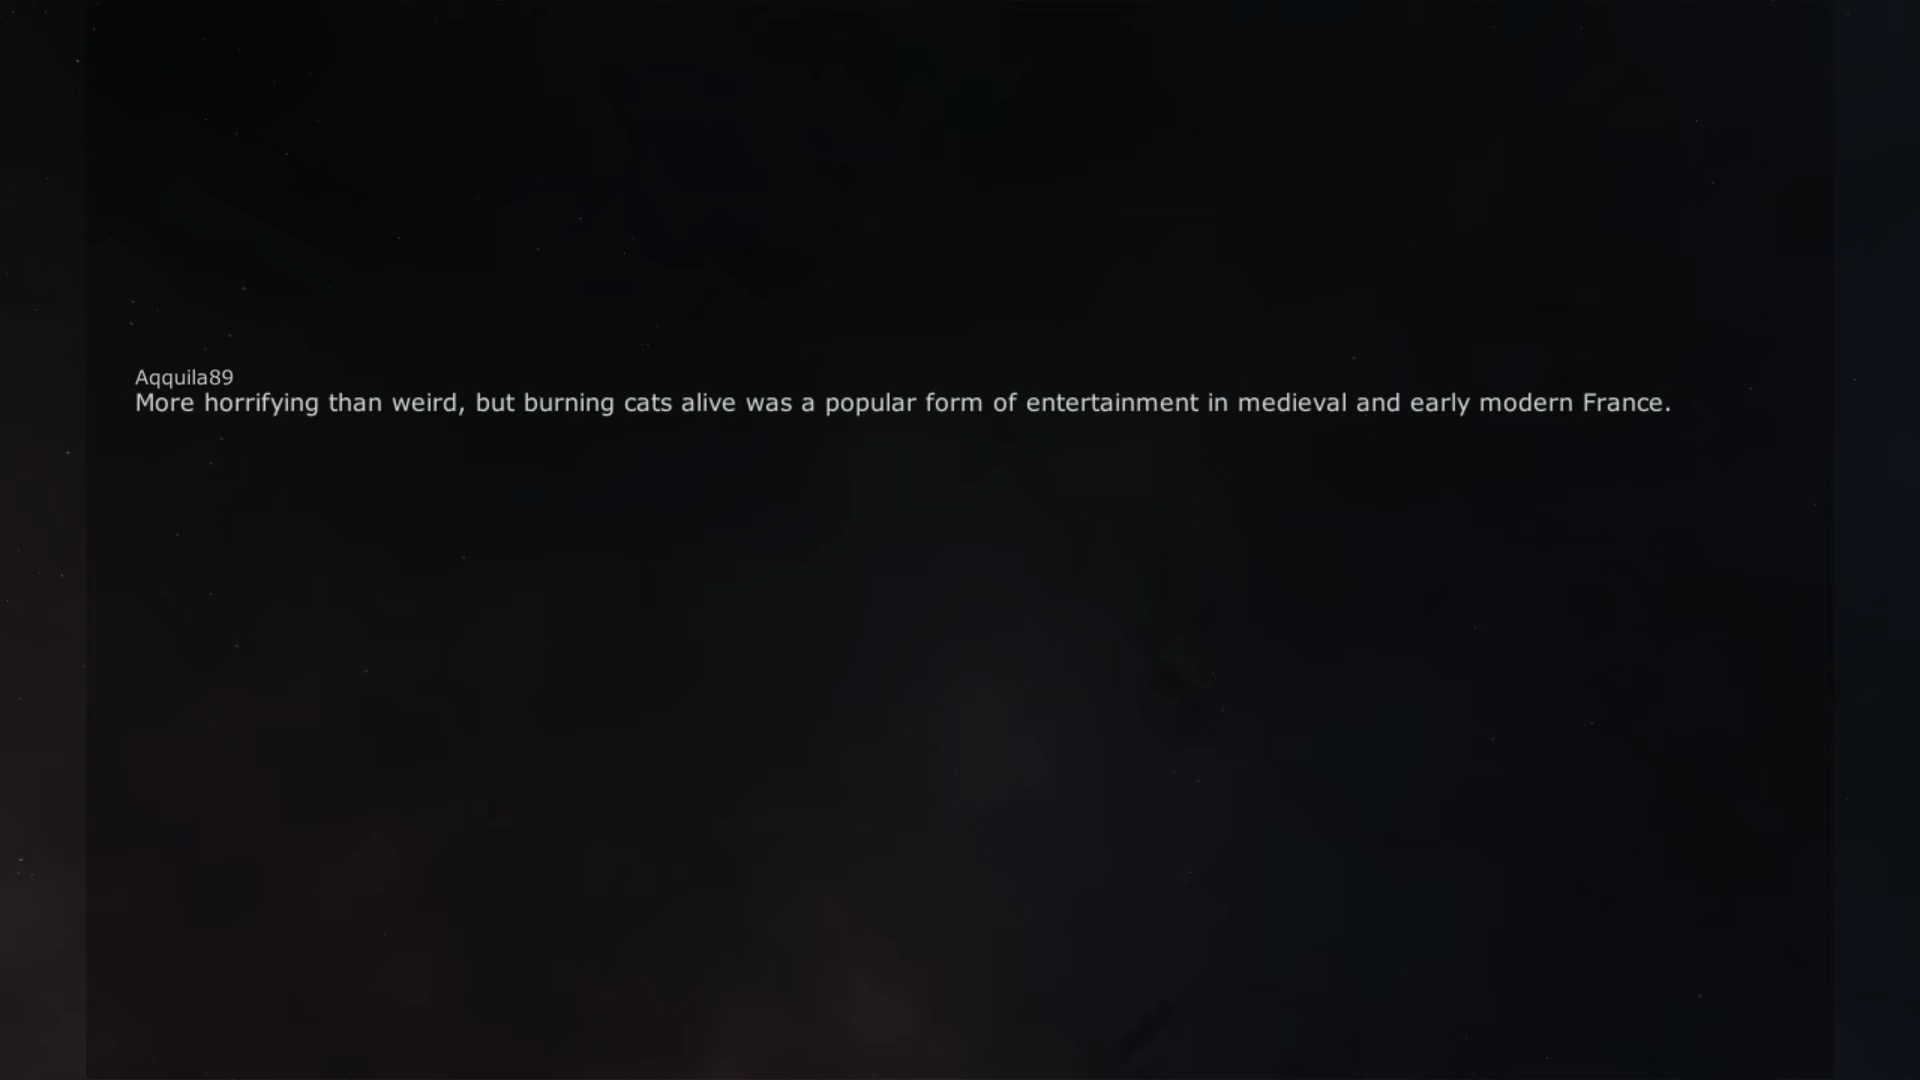 Aqquila89
More horrifying than weird, but burning cats alive was a popular form of entertainment in medieval and early modern France.